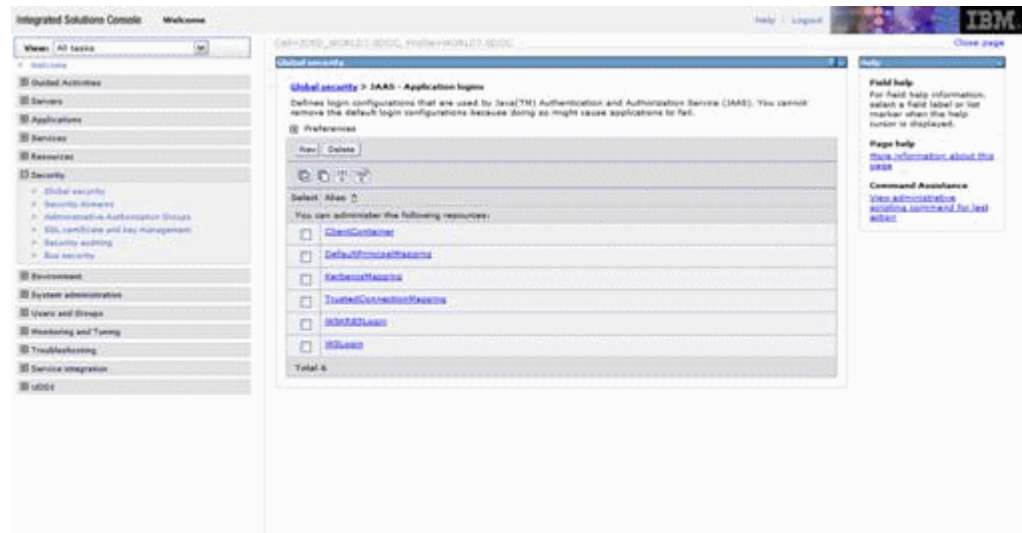 Integrated Solutions Console Welcome
Help | Logout
IBM
View: All tasks
Welcome
Guided Activities
Servers
Applications
Services
Resources
Security
Global security
Security domains
Administrative Authorization Groups
SSL certificate and key management
Security auditing
Bus security
Environment
System administration
Users and Groups
Monitoring and Tuning
Troubleshooting
Service integration
UDDI
Close page
Global security
Global security > JAAS - Application logins
Defines login configurations that are used by Java(TM) Authentication and Authorization Service (JAAS). You cannot
remove the default login configurations because doing so might cause applications to fail.
Preferences
New Delete
Select Alias
You can administer the following resources:
ClientContainer
DefaultPrincipalMapping
KerberosMapping
TrustedConnectionMapping
WSKRB5Login
WSLogin
Total 6
Help
Field help
For field help information,
select a field label or list
marker when the help
cursor is displayed.
Page help
More information about this
page
Command Assistance
View administrative
scripting command for last
action